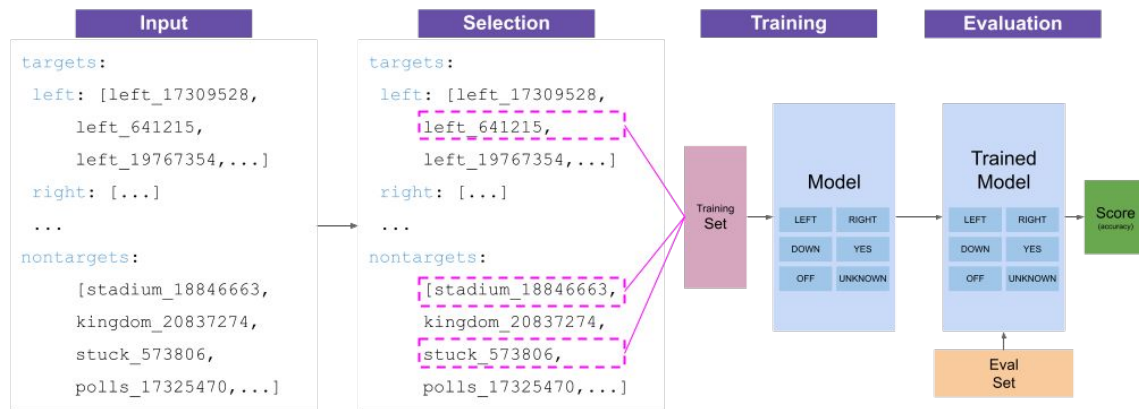 Input
targets:
left: [left_17309528,
left_641215,
left_19767354,...]
right: [...]
...
nontargets:
[stadium_18846663,
kingdom_20837274,
stuck_573806,
polls_17325470,...]
Selection
targets:
left: [left_17309528,
left_641215,
left_19767354,...]
right: [...]
...
nontargets:
[stadium_18846663,
kingdom_20837274,
stuck_573806,
polls_17325470,...]
Training
Training
Set
Model
LEFT RIGHT
DOWN YES
OFF UNKNOWN
Evaluation
Trained
Model
LEFT RIGHT
DOWN YES
OFF UNKNOWN
Eval
Set
Score
(accuracy)